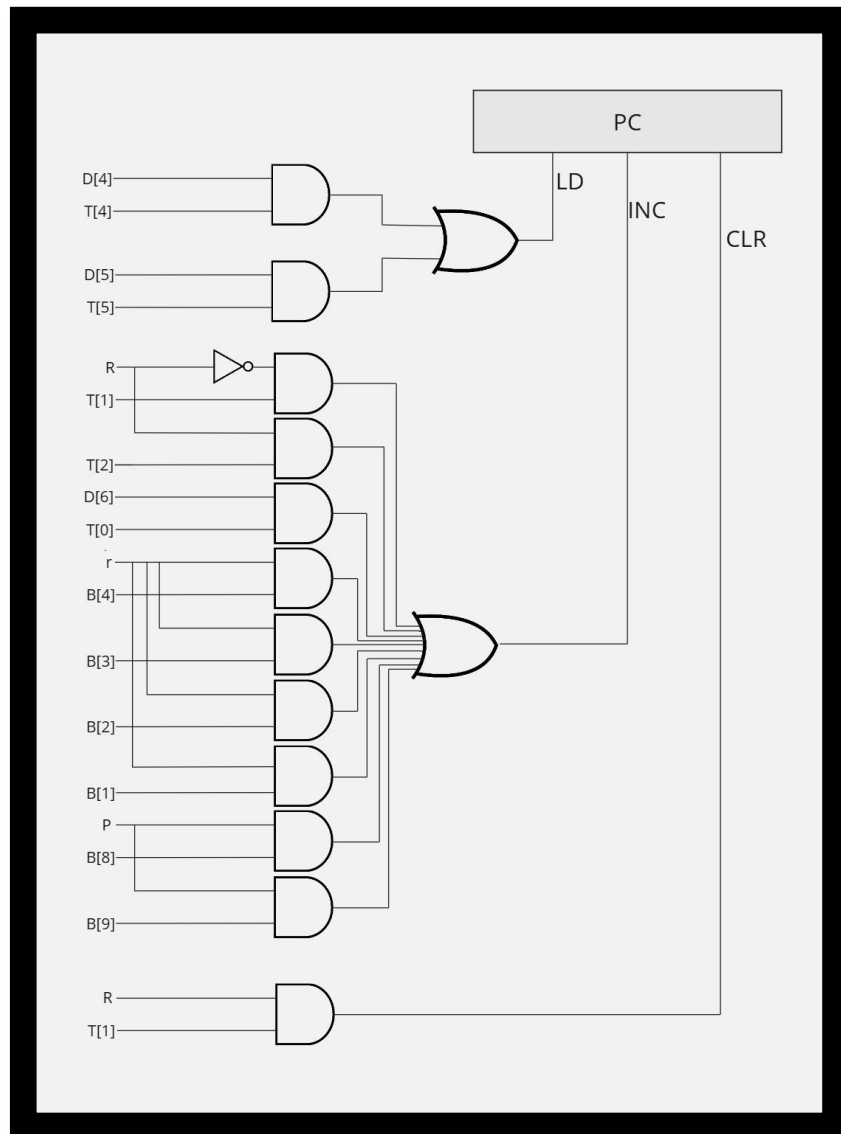 PC
LD
INC
CLR
D[4]
T[4]
D[5]
T[5]
R
T[1]
T[2]
D[6]
T[0]
r
B[4]
B[3]
B[2]
B[1]
P
B[8]
B[9]
R
T[1]